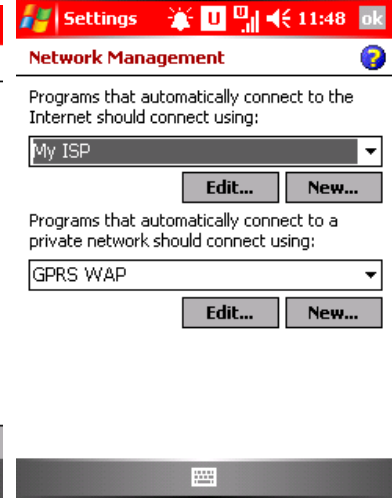 Settings U U 11:48 ok
Network Management ?
Programs that automatically connect to the
Internet should connect using:
My ISP
Edit... New...
Programs that automatically connect to a
private network should connect using:
GPRS WAP
Edit... New...